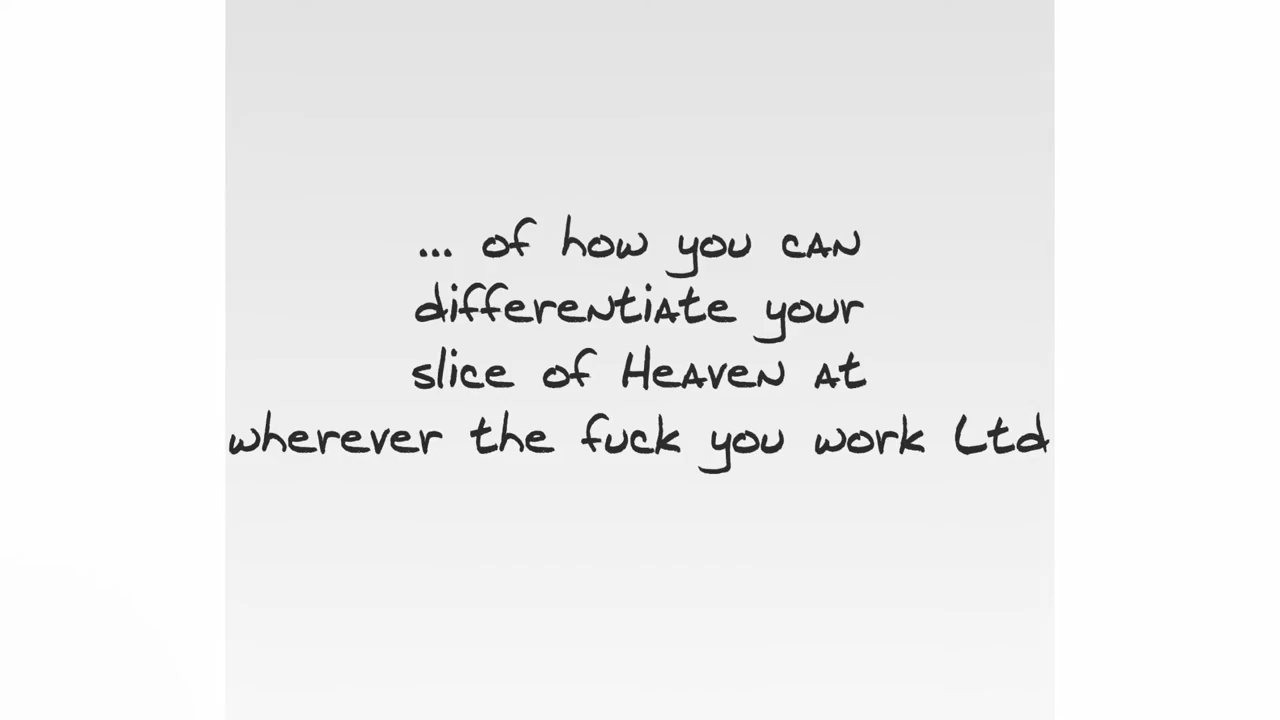 ... of how you can
differentiate your
slice of Heaven at
wherever the fuck you work Ltd